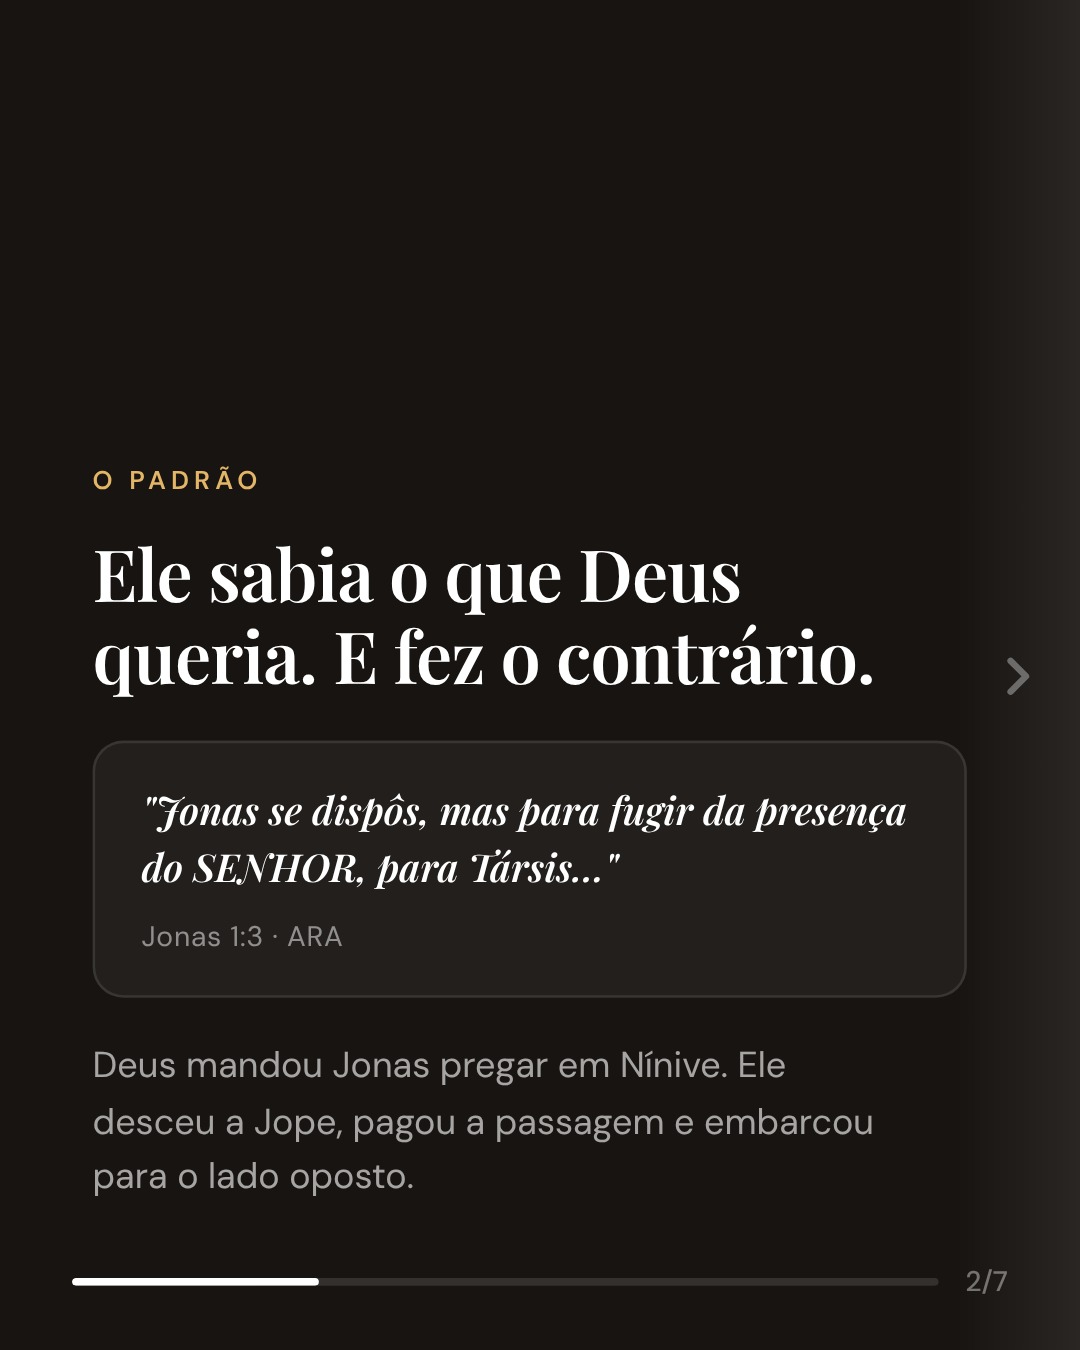 O PADRÃO
Ele sabia o que Deus
queria. E fez o contrário.
"Jonas se dispôs, mas para fugir da presença
do SENHOR, para Társis..."
Jonas 1:3 · ARA
Deus mandou Jonas pregar em Nínive. Ele
desceu a Jope, pagou a passagem e embarcou
para o lado oposto.
2/7